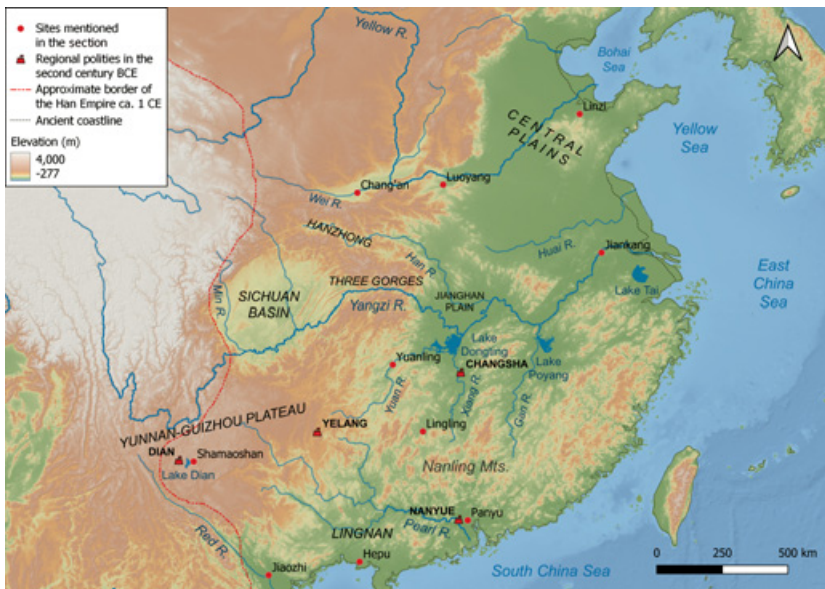 Sites mentioned
in the section
Regional polities in the
second century BCE
Approximate border of
the Han Empire ca. 1 CE
Ancient coastline
Elevation (m)
4,000
-277
Yellow R.
Bohai
Sea
Linzi
CENTRAL
PLAINS
Yellow
Sea
Chang'an
Luoyang
Wei R.
HANZHONG
Han R.
Huai R.
Jiankang
Lake Tai
East
China
Sea
THREE GORGES
SICHUAN
BASIN
Min R.
Yangzi R.
JIANGHAN
PLAIN
Lake
Dongting
Yuanling
CHANGSHA
Lake
Poyang
Yuan R.
Xiang R.
Gan R.
YUNNAN-GUIZHOU PLATEAU
YELANG
Lingling
DIAN
Shamaoshan
Lake Dian
Nanling Mts.
NANYUE
Panyu
Pearl R.
LINGNAN
Red R.
Hepu
Jiaozhi
South China Sea
0 250 500 km